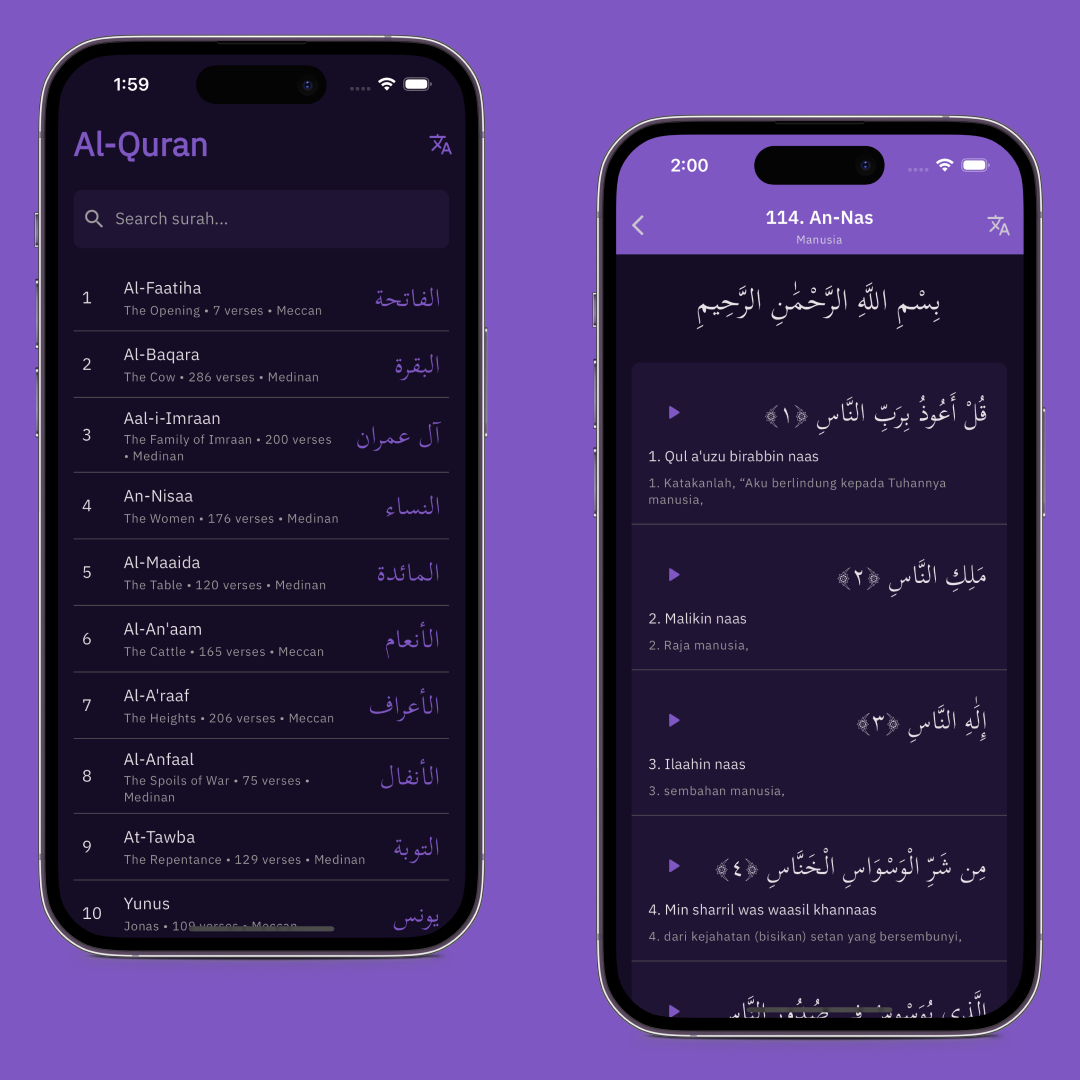 1:59
Al-Quran
Search surah...
1
Al-Faatiha
The Opening • 7 verses • Meccan
الفاتحة
2
Al-Baqara
The Cow • 286 verses • Medinan
البقرة
3
Aal-i-Imraan
The Family of Imraan • 200 verses
• Medinan
آل عمران
4
An-Nisaa
The Women • 176 verses • Medinan
النساء
5
Al-Maaida
The Table • 120 verses • Medinan
المائدة
6
Al-An'aam
The Cattle • 165 verses • Meccan
الأنعام
7
Al-A'raaf
The Heights • 206 verses • Meccan
الأعراف
8
Al-Anfaal
The Spoils of War • 75 verses •
Medinan
الأنفال
9
At-Tawba
The Repentance • 129 verses • Medinan
التوبة
10
Yunus
Jonas • 109 verses • Meccan
يونس
2:00
114. An-Nas
Manusia
بِسْمِ اللَّهِ الرَّحْمَٰنِ الرَّحِيمِ
قُلْ أَعُوذُ بِرَبِّ النَّاسِ ﴿١﴾
1. Qul a'uzu birabbin naas
1. Katakanlah, “Aku berlindung kepada Tuhannya
manusia,
مَلِكِ النَّاسِ ﴿٢﴾
2. Malikin naas
2. Raja manusia,
إِلَٰهِ النَّاسِ ﴿٣﴾
3. Ilaahin naas
3. sembahan manusia,
مِن شَرِّ الْوَسْوَاسِ الْخَنَّاسِ ﴿٤﴾
4. Min sharril was waasil khannaas
4. dari kejahatan (bisikan) setan yang bersembunyi,
الَّذِي يُوَسْوِسُ فِي صُدُورِ النَّاسِ